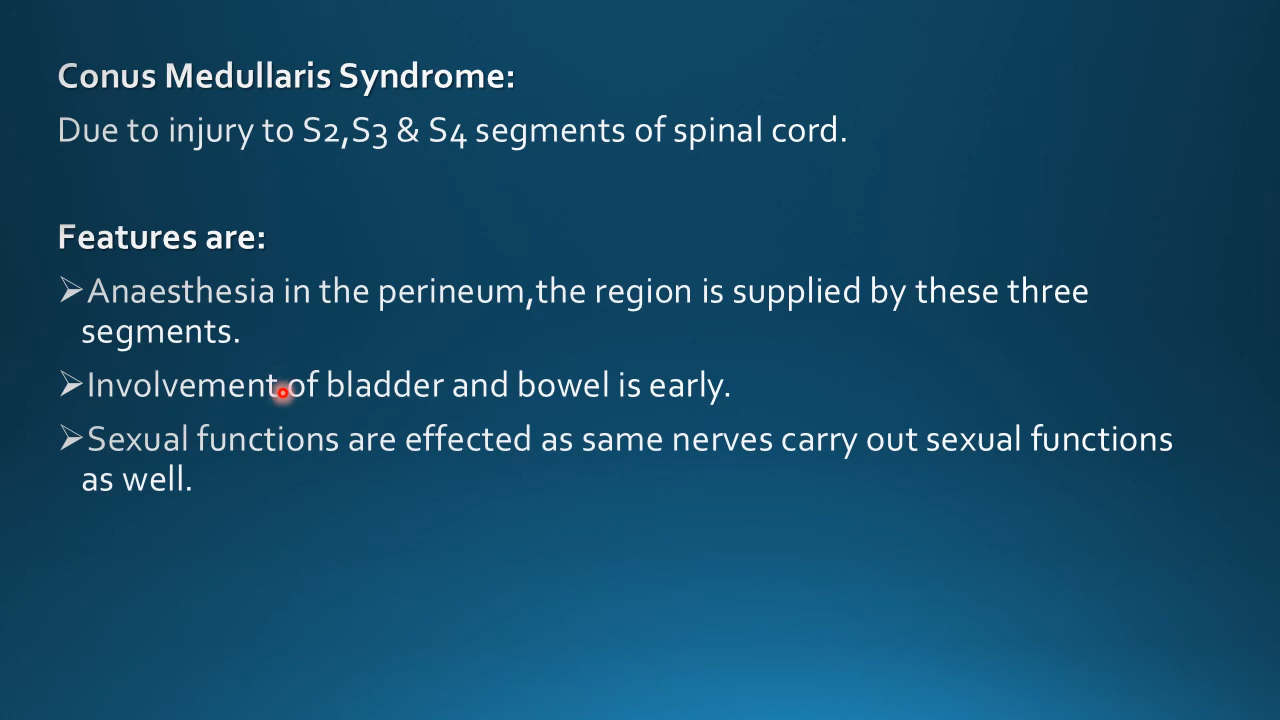 Conus Medullaris Syndrome:
Due to injury to S2,S3 & S4 segments of spinal cord.
Features are:
➢Anaesthesia in the perineum,the region is supplied by these three
segments.
➢Involvement of bladder and bowel is early.
➢Sexual functions are effected as same nerves carry out sexual functions
as well.